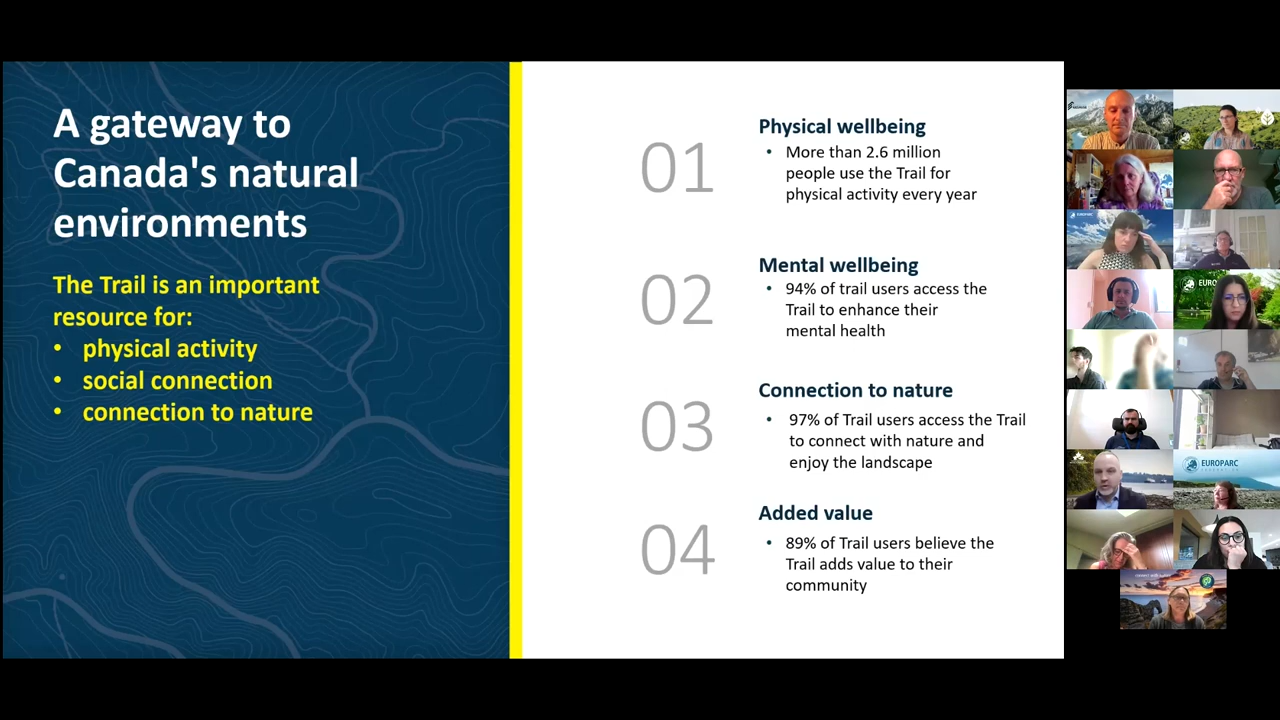 A gateway to
Canada's natural
environments
The Trail is an important
resource for:
• physical activity
• social connection
• connection to nature
01
Physical wellbeing
• More than 2.6 million
people use the Trail for
physical activity every year
02
Mental wellbeing
• 94% of trail users access the
Trail to enhance their
mental health
03
Connection to nature
• 97% of Trail users access the Trail
to connect with nature and
enjoy the landscape
04
Added value
• 89% of Trail users believe the
Trail adds value to their
community
EUROPARC
EUROPARC
FEDERATION